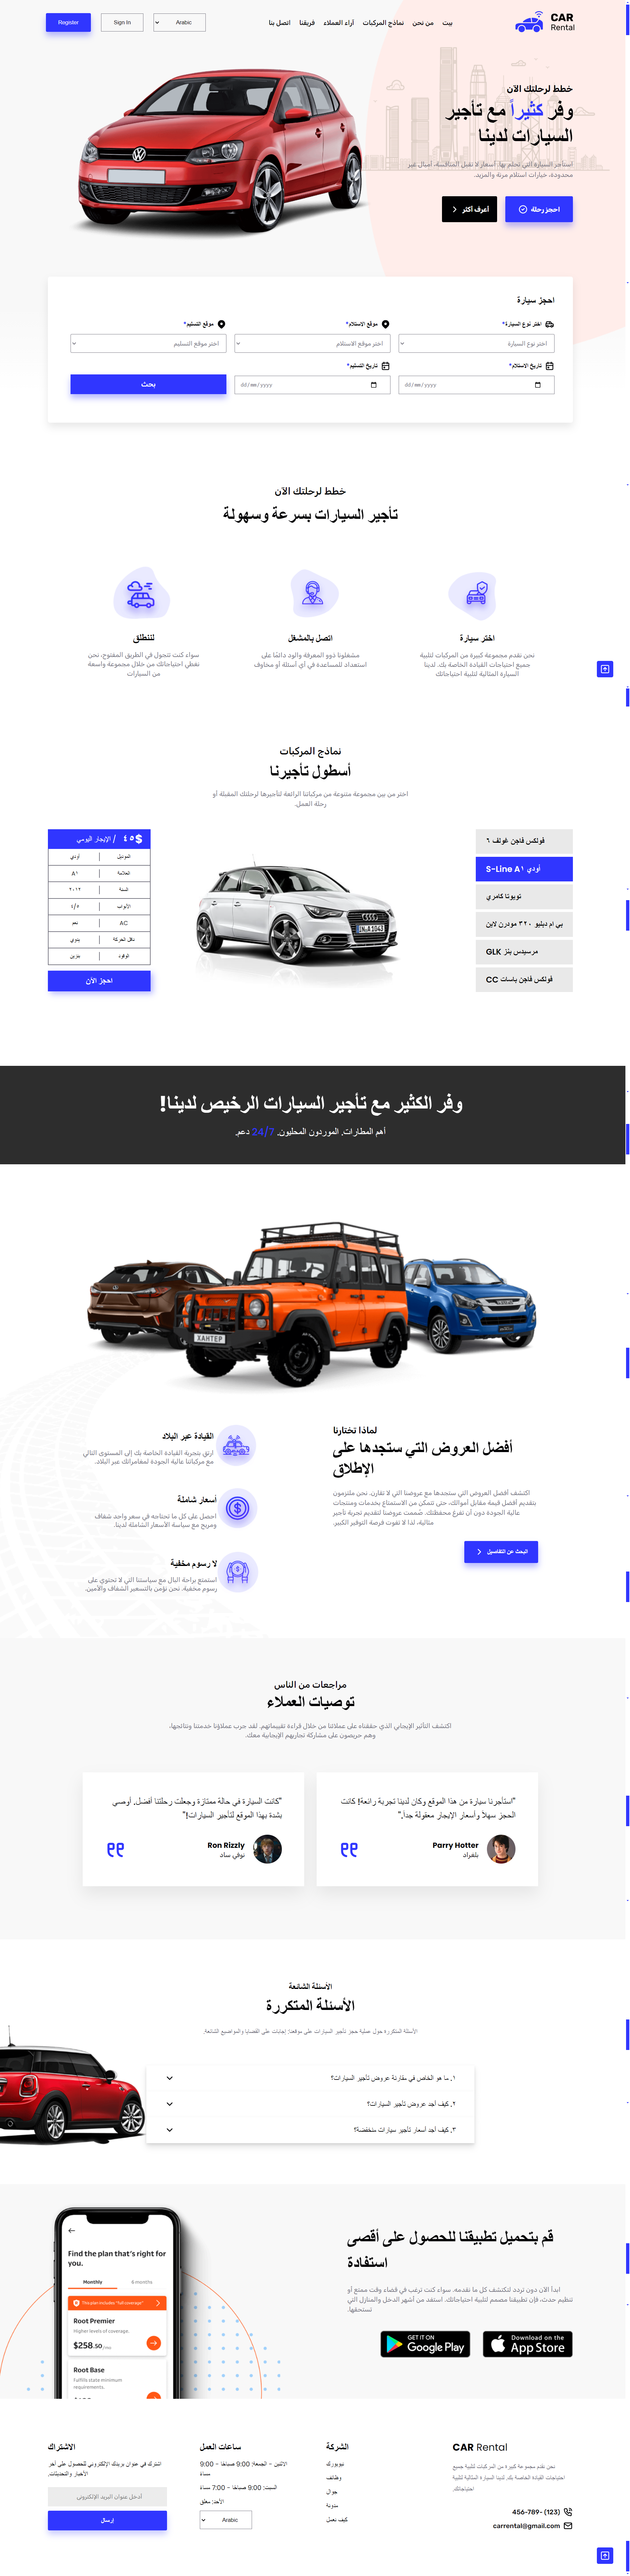 CAR
Rental
بيت
من نحن
نماذج المركبات
آراء العملاء
فريقنا
اتصل بنا
Arabic
Sign In
Register
خطط لرحلتك الآن
وفر كثيراً مع تأجير
السيارات لدينا
استأجر السيارة التي تحلم بها. أسعار لا تقبل المنافسة، أميال غير
محدودة، خيارات استلام مرنة والمزيد.
احجز رحلة
أعرف أكثر
احجز سيارة
اختر نوع السيارة*
موقع الاستلام*
موقع التسليم*
اختر نوع السيارة
اختر موقع الاستلام
اختر موقع التسليم
تاريخ الاستلام*
تاريخ التسليم*
dd/mm/yyyy
dd/mm/yyyy
بحث
خطط لرحلتك الآن
تأجير السيارات بسرعة وسهولة
اختر سيارة
نحن نقدم مجموعة كبيرة من المركبات لتلبية
جميع احتياجات القيادة الخاصة بك. لدينا
السيارة المثالية لتلبية احتياجاتك
اتصل بالمشغل
مشغلونا ذوو المعرفة والود دائمًا على
استعداد للمساعدة في أي أسئلة أو مخاوف
لننطلق
سواء كنت تتجول في الطريق المفتوح، نحن
نغطي احتياجاتك من خلال مجموعة واسعة
من السيارات
نماذج المركبات
أسطول تأجيرنا
اختر من بين مجموعة متنوعة من مركباتنا الرائعة لتأجيرها لرحلتك المقبلة أو
رحلة العمل.
فولكس فاجن غولف ٦
أودي S-Line A١
تويوتا كامري
بي ام دبليو ٣٢٠ مودرن لاين
مرسيدس بنز GLK
فولكس فاجن باسات CC
$٤٥ / الإيجار اليومي
الموديل
أودي
العلامة
A١
السنة
٢٠١٢
الأبواب
٤/٥
AC
نعم
ناقل الحركة
يدوي
الوقود
بنزين
احجز الآن
وفر الكثير مع تأجير السيارات الرخيص لدينا!
أهم المطارات. الموردون المحليون. 24/7 دعم.
ХАНТЕР
لماذا تختارنا
أفضل العروض التي ستجدها على
الإطلاق
اكتشف أفضل العروض التي ستجدها مع عروضنا التي لا تقارن. نحن ملتزمون
بتقديم أفضل قيمة مقابل أموالك، حتى تتمكن من الاستمتاع بخدمات ومنتجات
عالية الجودة دون أن تفرغ محفظتك. صُممت عروضنا لتقديم تجربة تأجير
مثالية، لذا لا تفوت فرصة التوفير الكبير.
البحث عن التفاصيل
القيادة عبر البلاد
ارتق بتجربة القيادة الخاصة بك إلى المستوى التالي
مع مركباتنا عالية الجودة لمغامراتك عبر البلاد.
أسعار شاملة
احصل على كل ما تحتاجه في سعر واحد شفاف
ومريح مع سياسة الأسعار الشاملة لدينا.
لا رسوم مخفية
استمتع براحة البال مع سياستنا التي لا تحتوي على
رسوم مخفية. نحن نؤمن بالتسعير الشفاف والأمين.
مراجعات من الناس
توصيات العملاء
اكتشف التأثير الإيجابي الذي حققناه على عملائنا من خلال قراءة تقييماتهم. لقد جرب عملاؤنا خدمتنا ونتائجها،
وهم حريصون على مشاركة تجاربهم الإيجابية معك.
"استأجرنا سيارة من هذا الموقع وكان لدينا تجربة رائعة! كانت
الحجز سهلاً وأسعار الإيجار معقولة جداً."
Parry Hotter
بلغراد
"كانت السيارة في حالة ممتازة وجعلت رحلتنا أفضل. أوصي
بشدة بهذا الموقع لتأجير السيارات!"
Ron Rizzly
نوفي ساد
الأسئلة الشائعة
الأسئلة المتكررة
الأسئلة المتكررة حول عملية حجز تأجير السيارات على موقعنا: إجابات على القضايا والمواضيع الشائعة.
١. ما هو الخاص في مقارنة عروض تأجير السيارات؟
٢. كيف أجد عروض تأجير السيارات؟
٣. كيف أجد أسعار تأجير سيارات منخفضة؟
قم بتحميل تطبيقنا للحصول على أقصى
استفادة
ابدأ الآن دون تردد لتكتشف كل ما نقدمه. سواء كنت ترغب في قضاء وقت ممتع أو
تنظيم حدث، فإن تطبيقنا مصمم لتلبية احتياجاتك. استفد من أشهر الدخل والمنازل التي
تستحقها.
Download on the
App Store
GET IT ON
Google Play
Find the plan that's right for
you.
Monthly
6 months
This plan includes "full coverage"
Root Premier
Higher levels of coverage.
$258.50/mo
Root Base
Fulfills state minimum
requirements.
CAR Rental
نحن نقدم مجموعة كبيرة من المركبات لتلبية جميع
احتياجات القيادة الخاصة بك. لدينا السيارة المثالية لتلبية
احتياجاتك.
456-789- (123)
carrental@gmail.com
الشركة
نيويورك
وظائف
جوال
مدونة
كيف نعمل
ساعات العمل
الاثنين - الجمعة: 9:00 صباحًا - 9:00
مساءً
السبت: 9:00 صباحًا - 7:00 مساءً
الأحد: مغلق
Arabic
الاشتراك
اشترك في عنوان بريدك الإلكتروني للحصول على آخر
الأخبار والتحديثات.
أدخل عنوان البريد الإلكتروني
إرسال